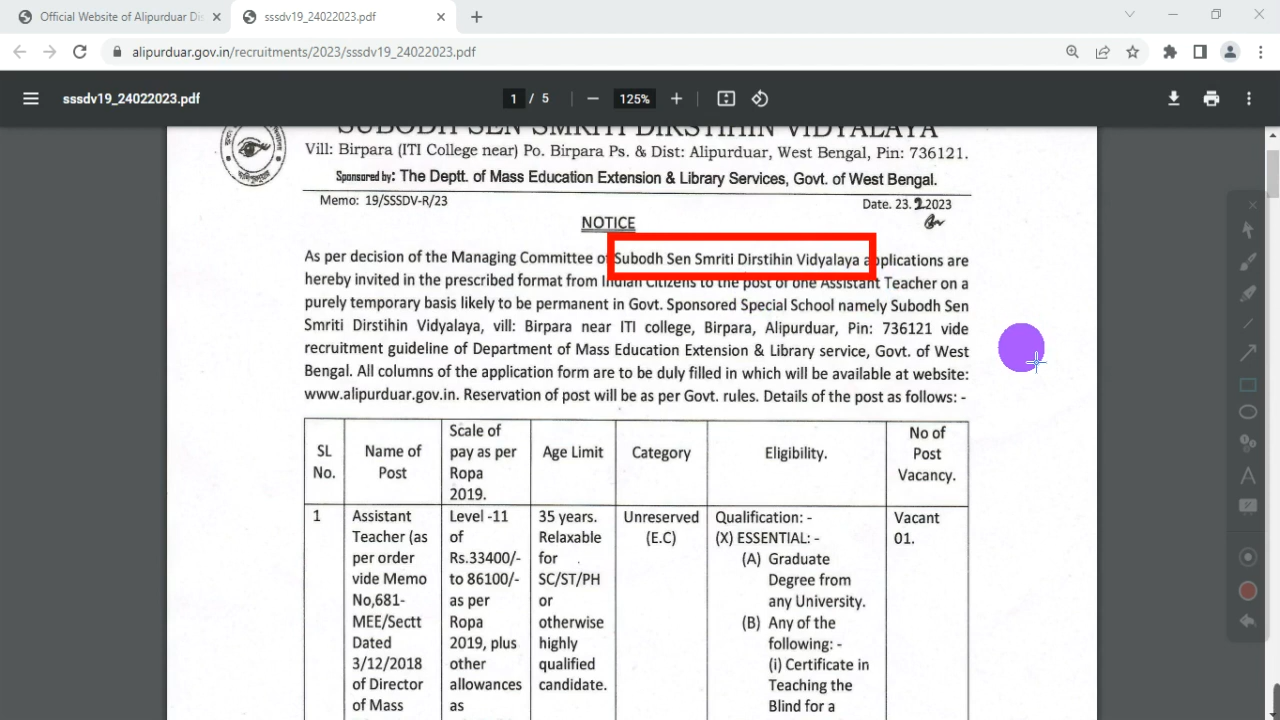 Official Website of Alipurduar Dis
sssdv19_24022023.pdf
alipurduar.gov.in/recruitments/2023/sssdv19_24022023.pdf
sssdv19_24022023.pdf
1 / 5
125%
SUBODH SEN SMRITI DIRSTIHIN VIDYALAYA
Vill: Birpara (ITI College near) Po. Birpara Ps. & Dist: Alipurduar, West Bengal, Pin: 736121.
Sponsored by: The Deptt. of Mass Education Extension & Library Services, Govt. of West Bengal.
Memo: 19/SSSDV-R/23
Date. 23.2.2023
NOTICE
As per decision of the Managing Committee of Subodh Sen Smriti Dirstihin Vidyalaya applications are
hereby invited in the prescribed format from Indian Citizens to the post of one Assistant Teacher on a
purely temporary basis likely to be permanent in Govt. Sponsored Special School namely Subodh Sen
Smriti Dirstihin Vidyalaya, vill: Birpara near ITI college, Birpara, Alipurduar, Pin: 736121 vide
recruitment guideline of Department of Mass Education Extension & Library service, Govt. of West
Bengal. All columns of the application form are to be duly filled in which will be available at website:
www.alipurduar.gov.in. Reservation of post will be as per Govt. rules. Details of the post as follows: -
SL
No.
Name of
Post
Scale of
pay as per
Ropa
2019.
Age Limit
Category
Eligibility.
No of
Post
Vacancy.
1
Assistant
Teacher (as
per order
vide Memo
No,681-
MEE/Sectt
Dated
3/12/2018
of Director
of Mass
Level -11
of
Rs.33400/-
to 86100/-
as per
Ropa
2019, plus
other
allowances
as
35 years.
Relaxable
for
SC/ST/PH
or
otherwise
highly
qualified
candidate.
Unreserved
(E.C)
Qualification: -
(X) ESSENTIAL: -
(A) Graduate
Degree from
any University.
(B) Any of the
following: -
(i) Certificate in
Teaching the
Blind for a
Vacant
01.